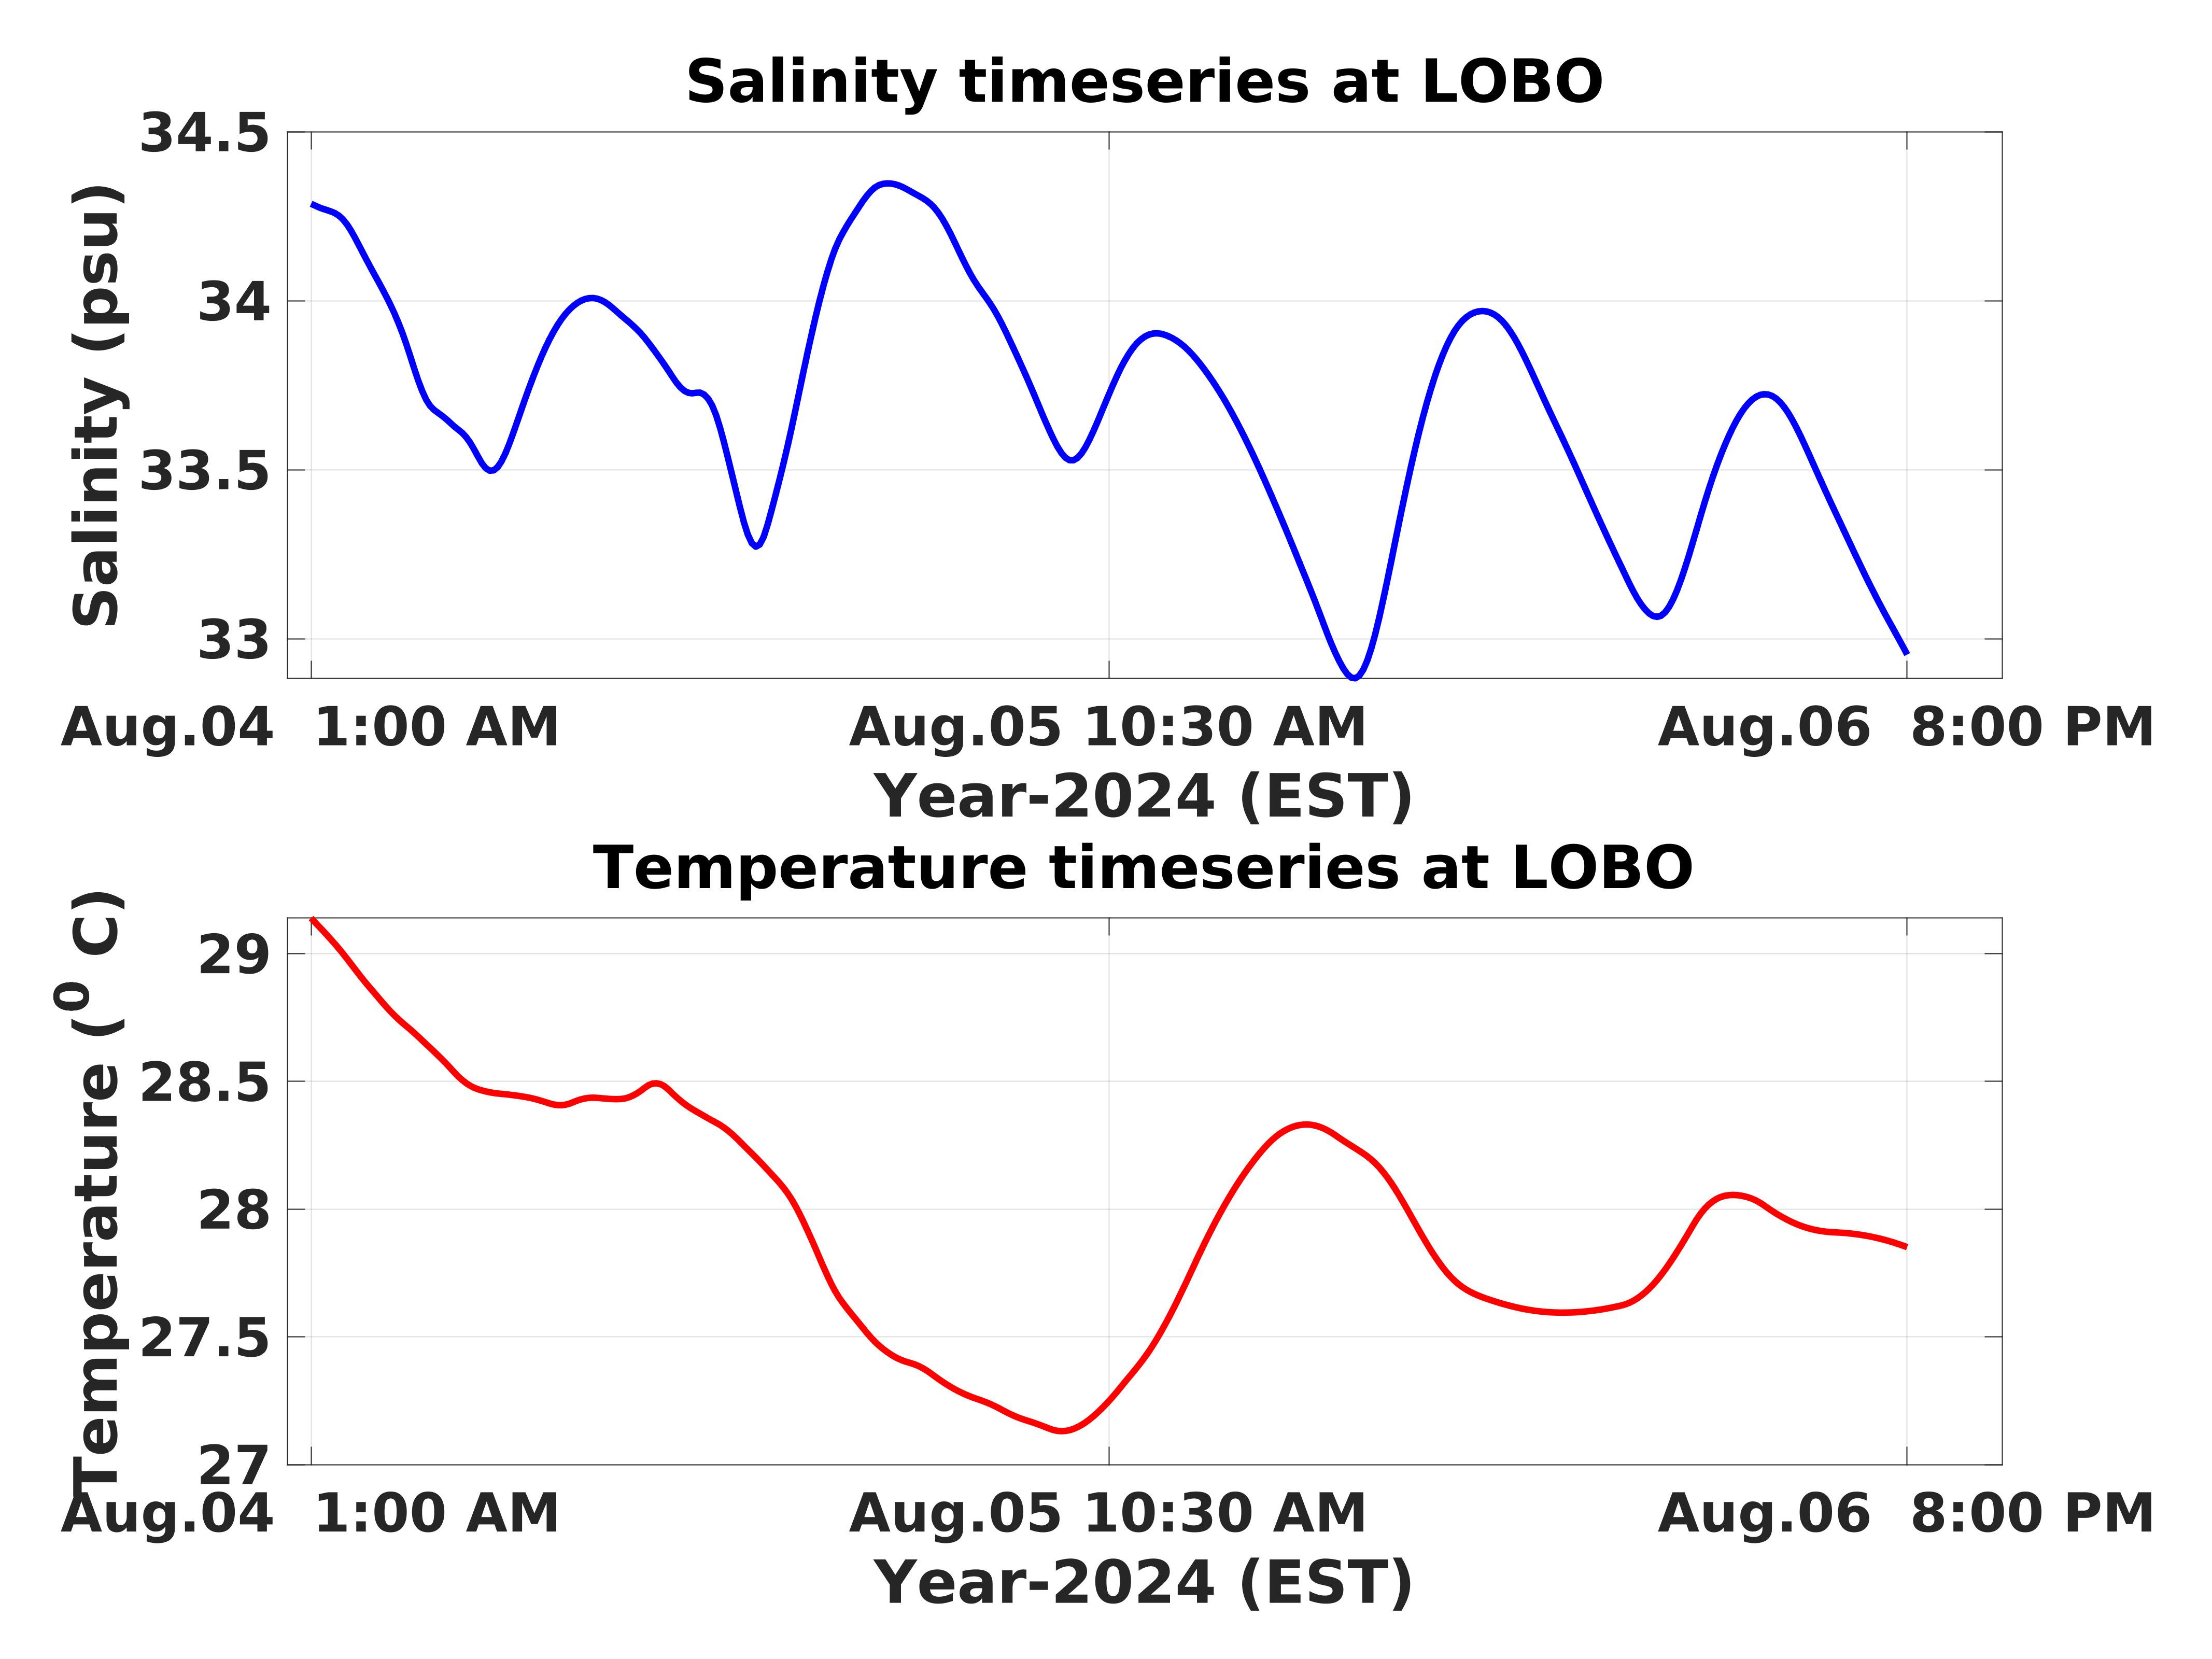 Salinity timeseries at LOBO
Salinity (psu)
34.5
34
33.5
33
Aug.04  1:00 AM
Aug.05 10:30 AM
Aug.06  8:00 PM
Year-2024 (EST)
Temperature timeseries at LOBO
Temperature (⁰ C)
29
28.5
28
27.5
27
Aug.04  1:00 AM
Aug.05 10:30 AM
Aug.06  8:00 PM
Year-2024 (EST)